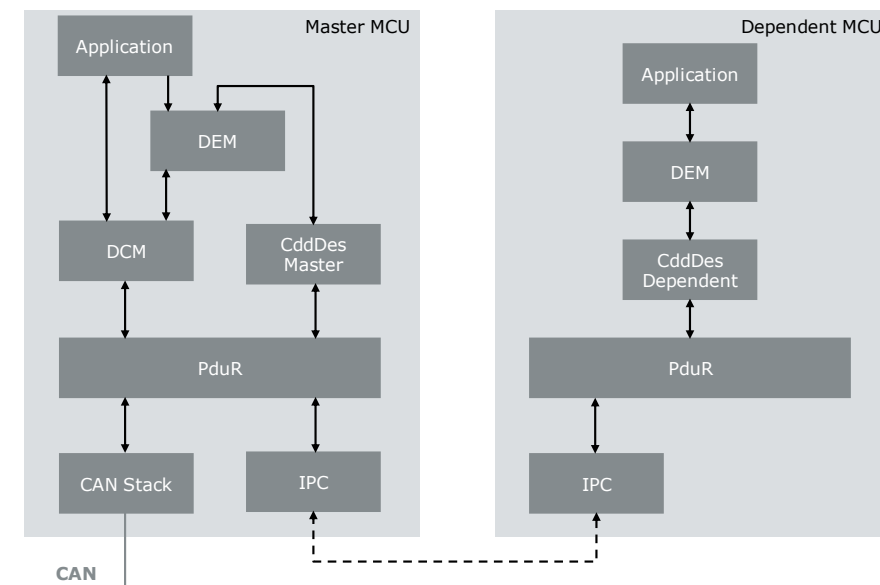 Master MCU
Application
DEM
DCM
CddDes
Master
PduR
CAN Stack
IPC
CAN
Dependent MCU
Application
DEM
CddDes
Dependent
PduR
IPC